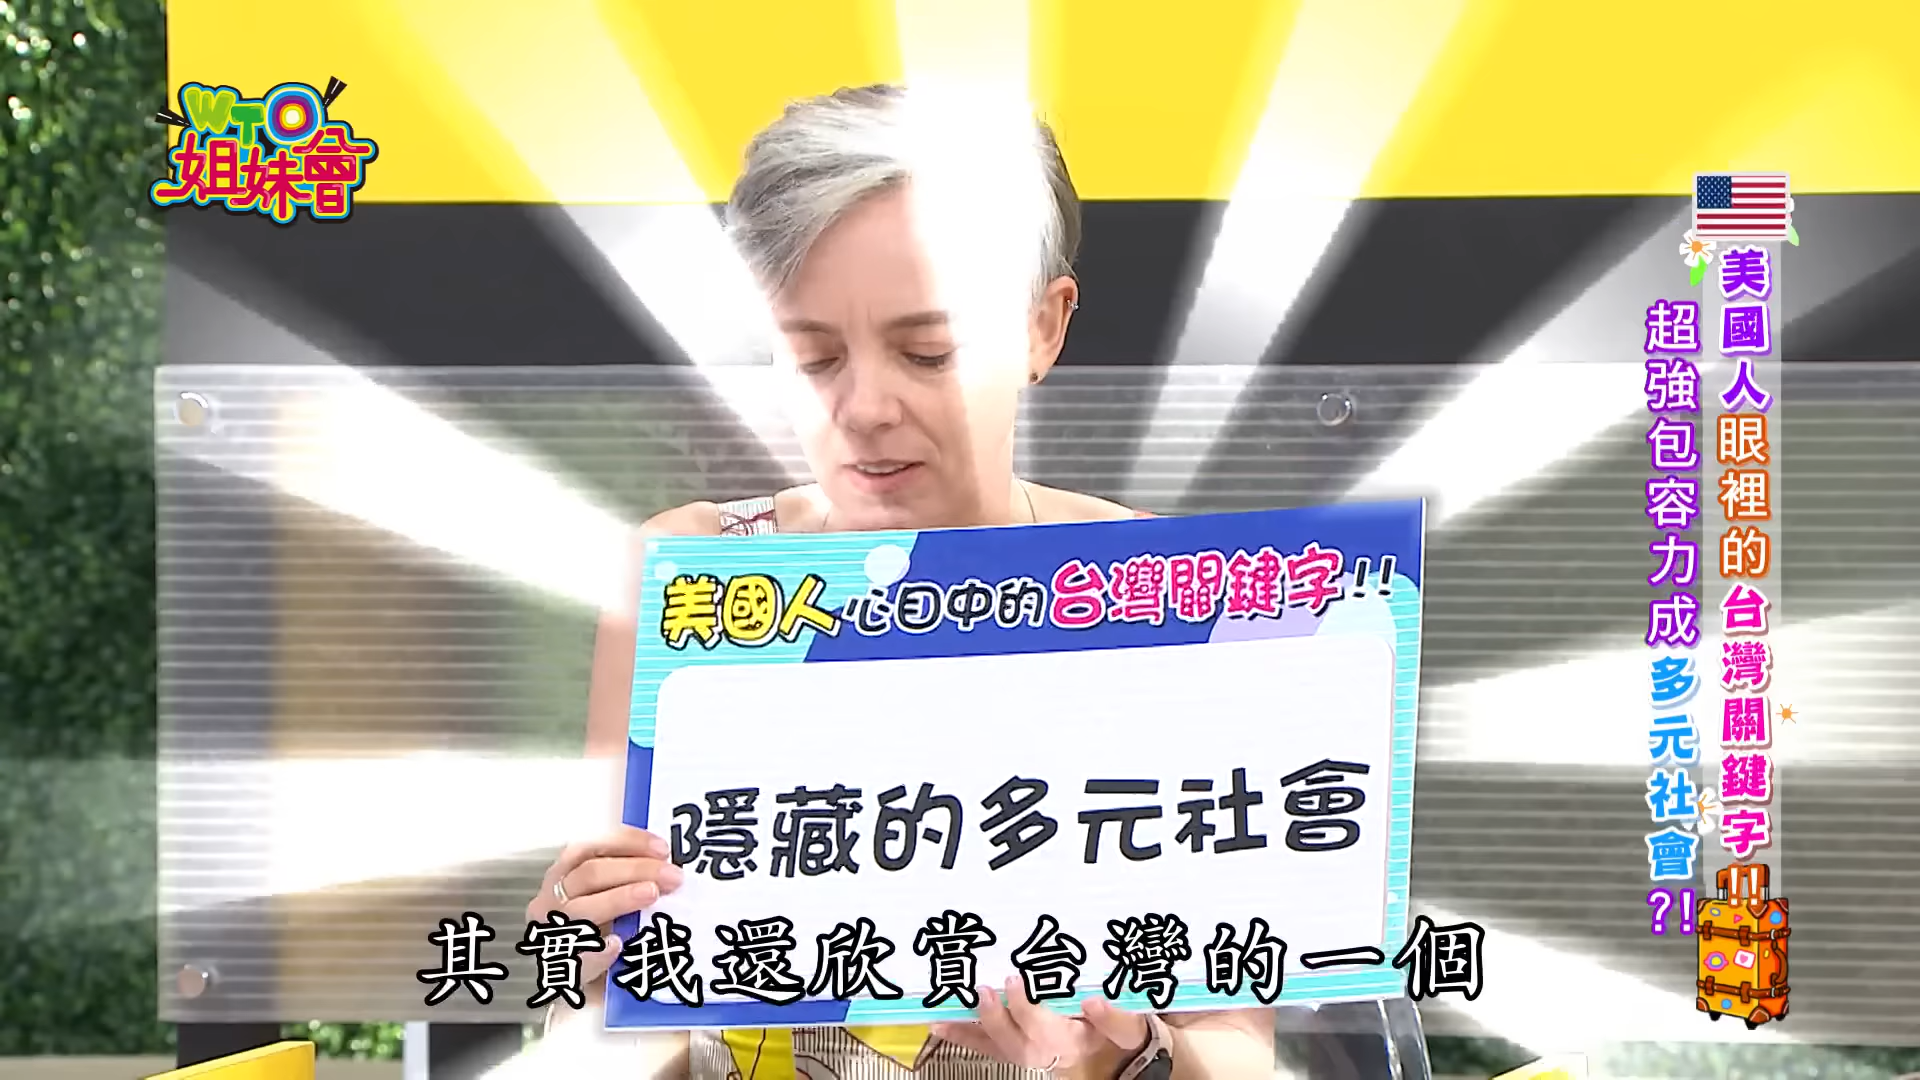 WTO
姐妹會
美國人眼裡的台灣關鍵字!!
超強包容力成多元社會?!
美國人心目中的台灣關鍵字!!
隱藏的多元社會
其實我還欣賞台灣的一個